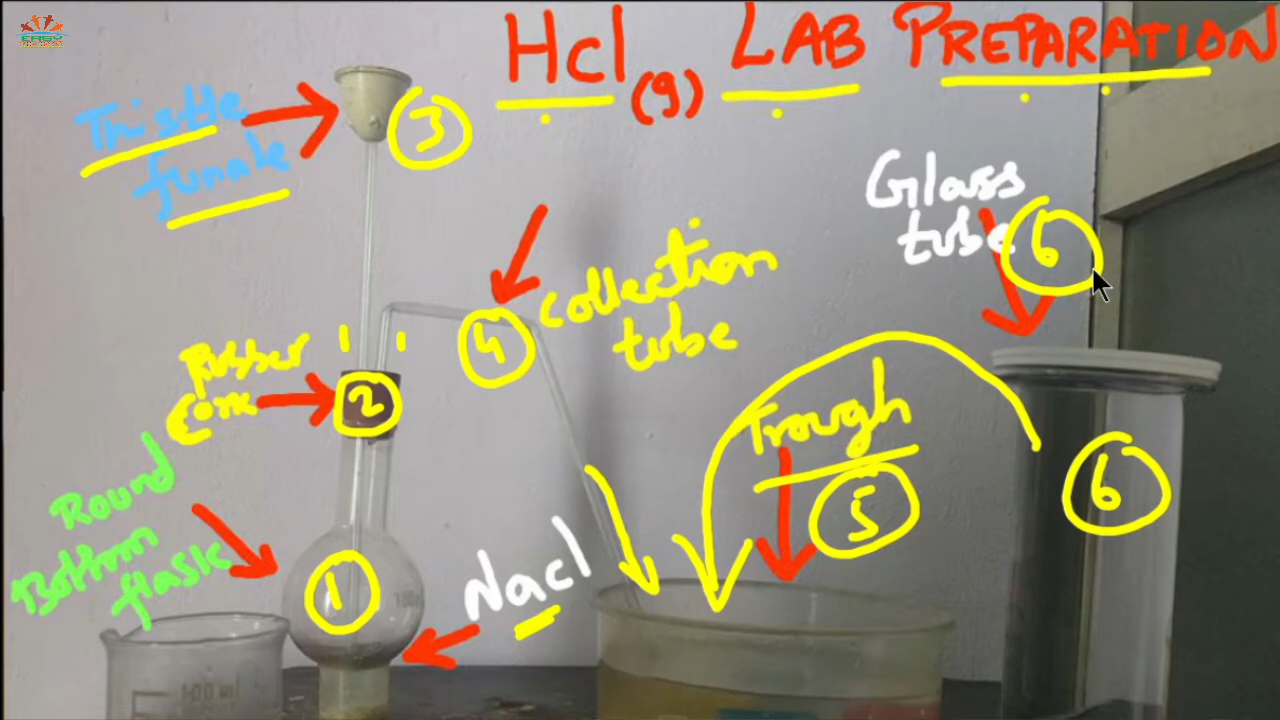 Hcl(g) LAB PREPARATION
Thistle
funnle
3
Glass
tube
6
Collection
tube
4
Rubber
Cork
2
Trough
5
6
Round
Bottom
flask
1
Nacl
100 ml